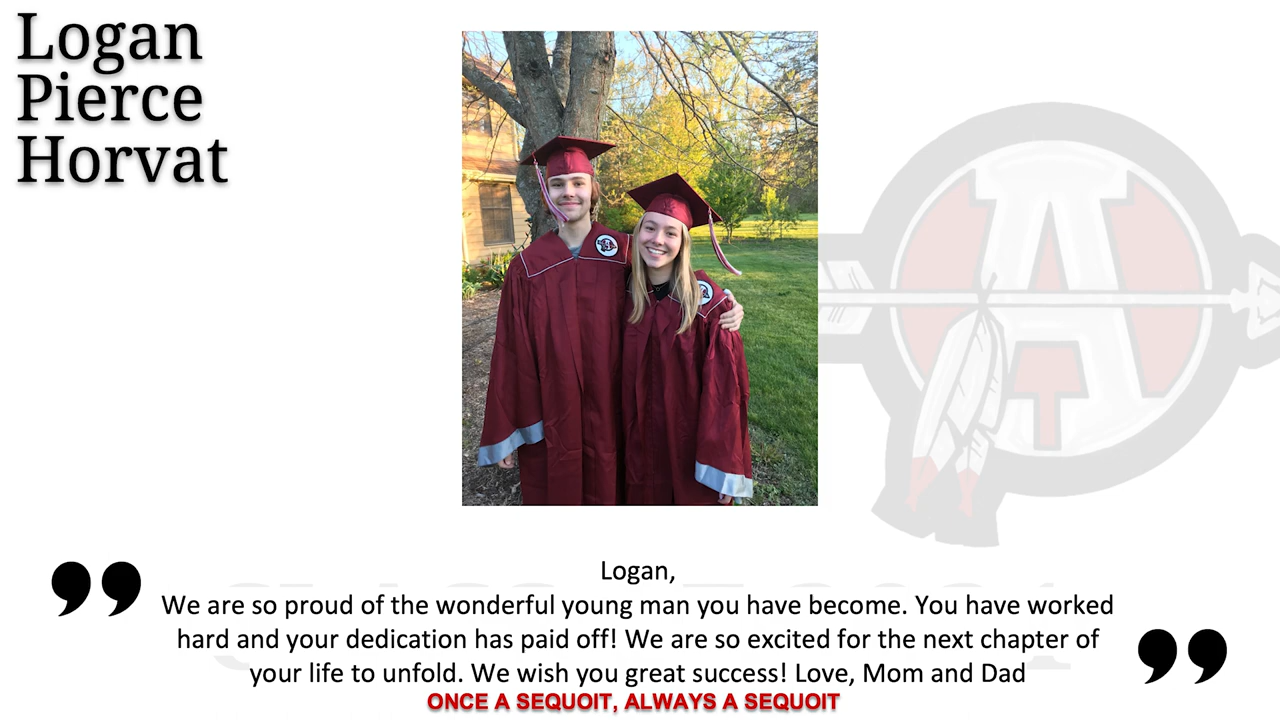 Logan
Pierce
Horvat
A
Logan,
We are so proud of the wonderful young man you have become. You have worked
hard and your dedication has paid off! We are so excited for the next chapter of
your life to unfold. We wish you great success! Love, Mom and Dad
ONCE A SEQUOIT, ALWAYS A SEQUOIT